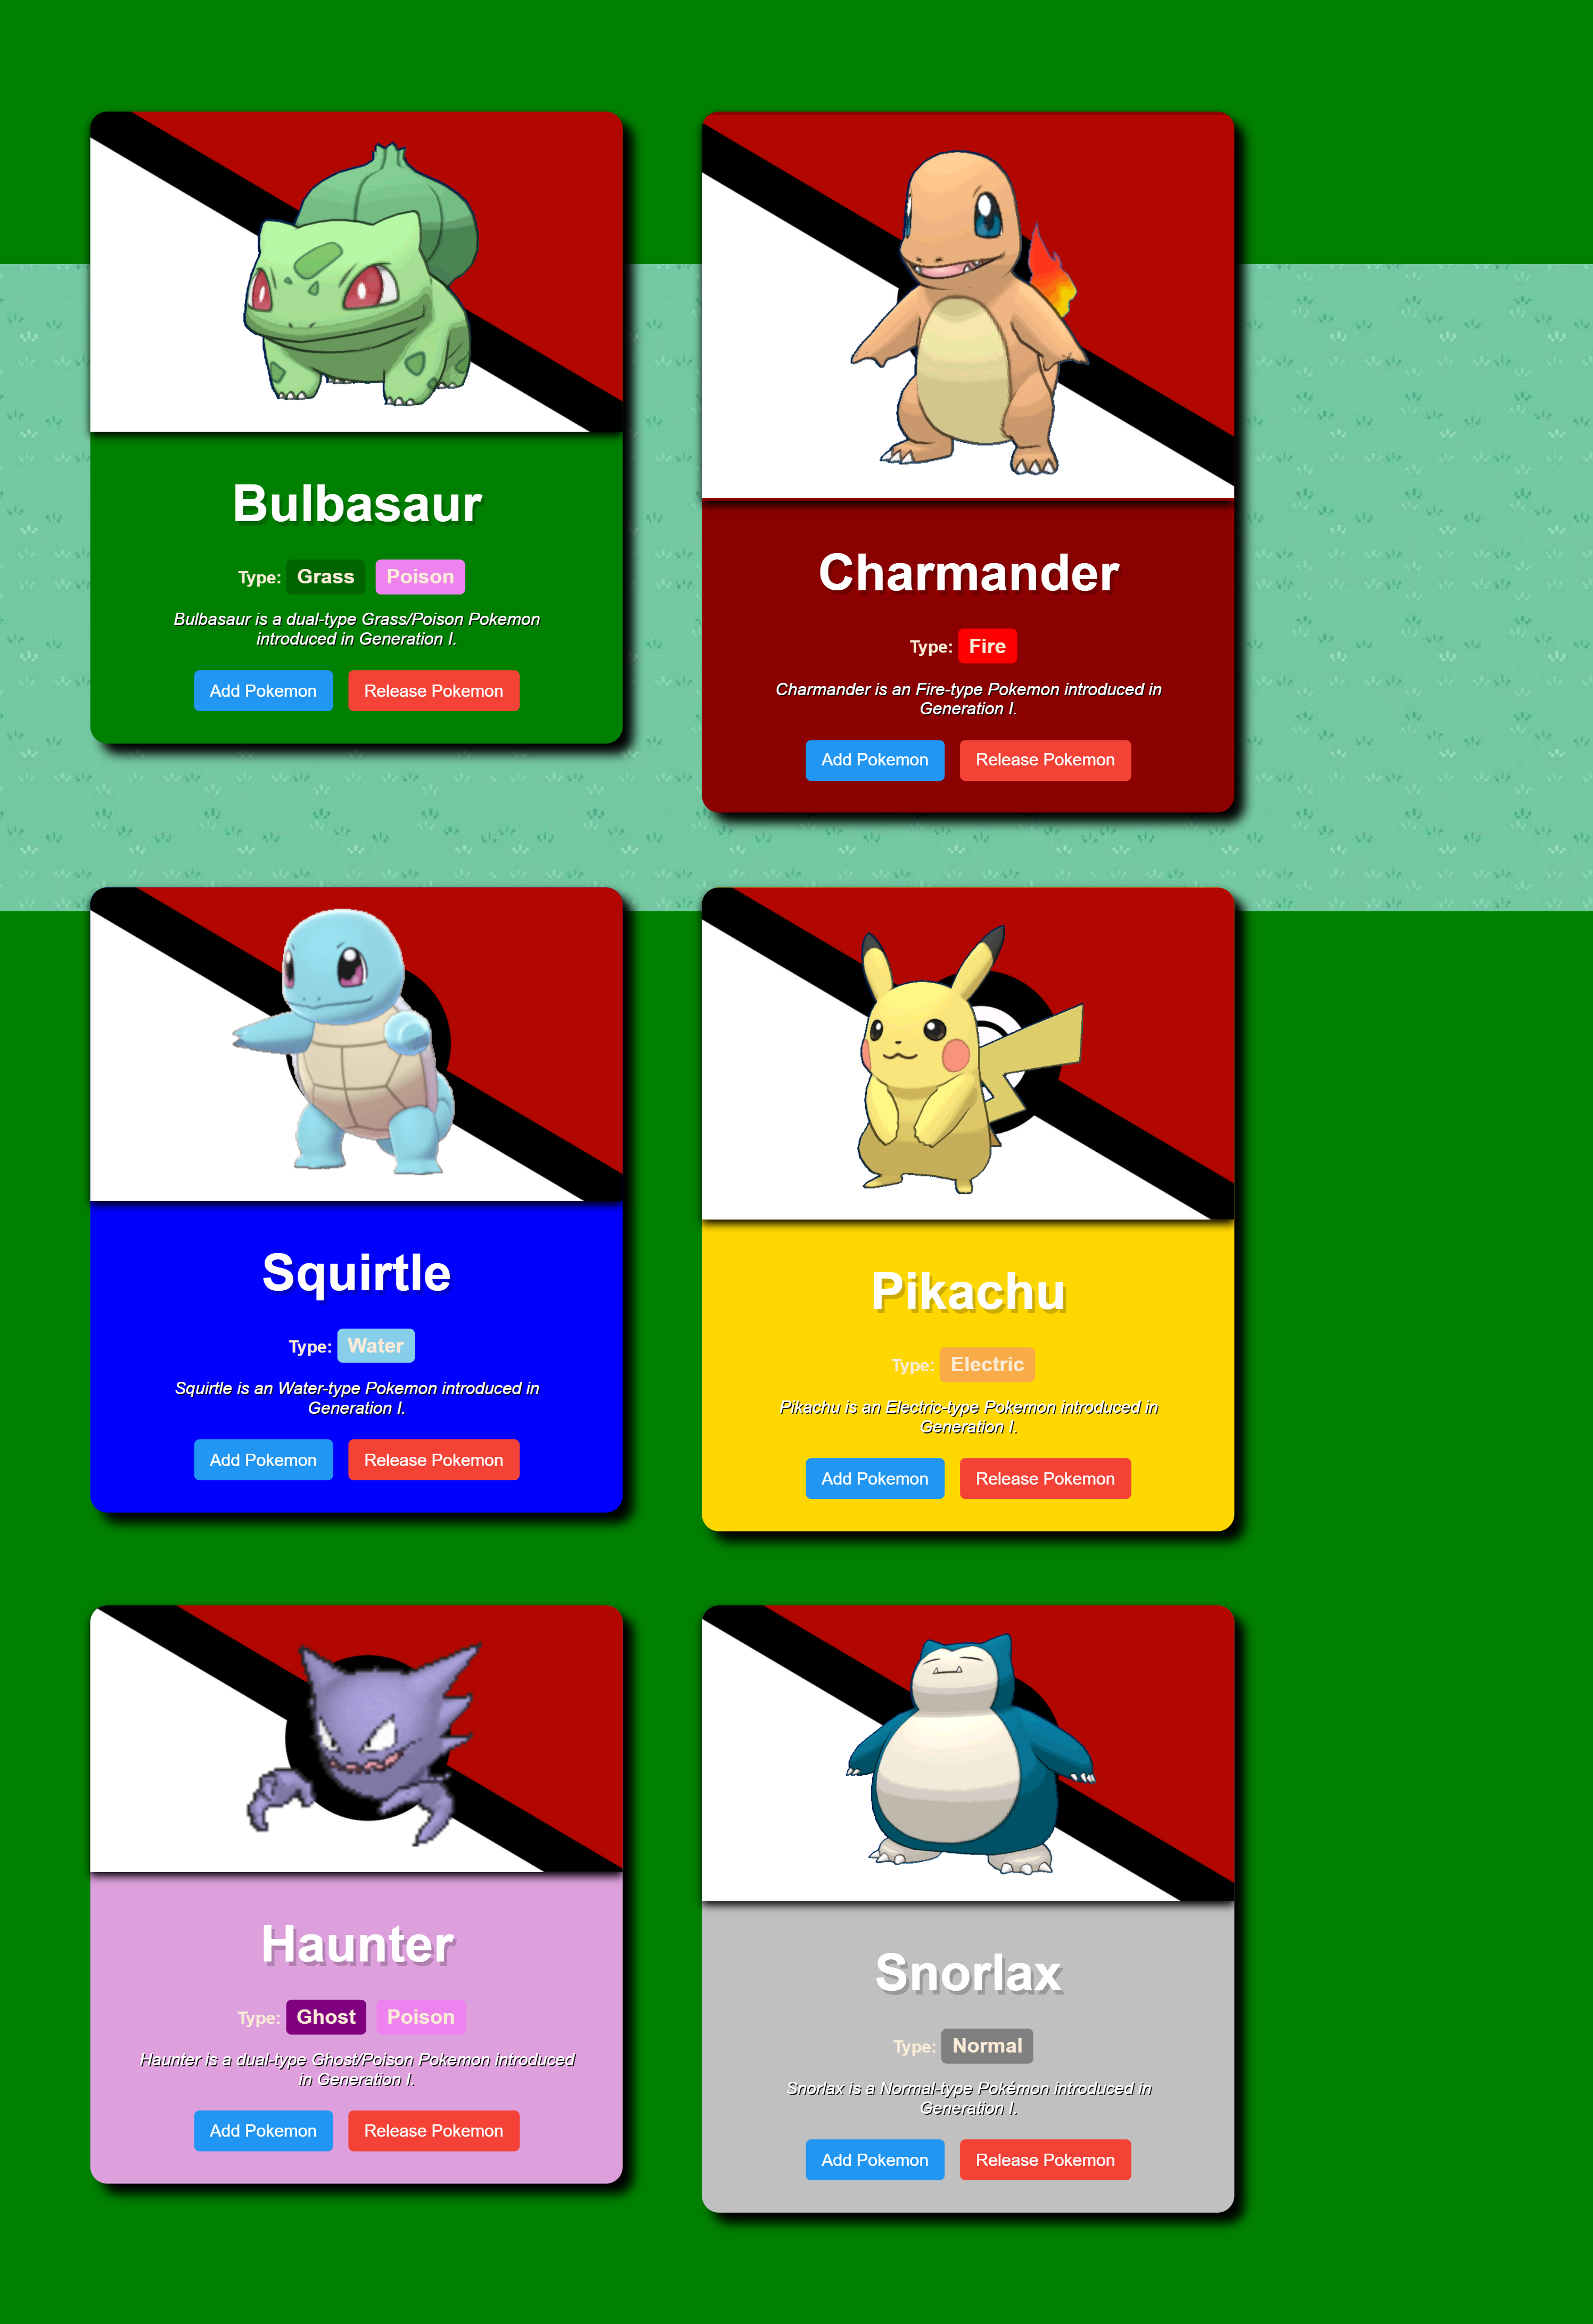 Bulbasaur
Type: Grass Poison
Bulbasaur is a dual-type Grass/Poison Pokemon
introduced in Generation I.
Add Pokemon Release Pokemon
Charmander
Type: Fire
Charmander is an Fire-type Pokemon introduced in
Generation I.
Add Pokemon Release Pokemon
Squirtle
Type: Water
Squirtle is an Water-type Pokemon introduced in
Generation I.
Add Pokemon Release Pokemon
Pikachu
Type: Electric
Pikachu is an Electric-type Pokemon introduced in
Generation I.
Add Pokemon Release Pokemon
Haunter
Type: Ghost Poison
Haunter is a dual-type Ghost/Poison Pokemon introduced
in Generation I.
Add Pokemon Release Pokemon
Snorlax
Type: Normal
Snorlax is a Normal-type Pokémon introduced in
Generation I.
Add Pokemon Release Pokemon